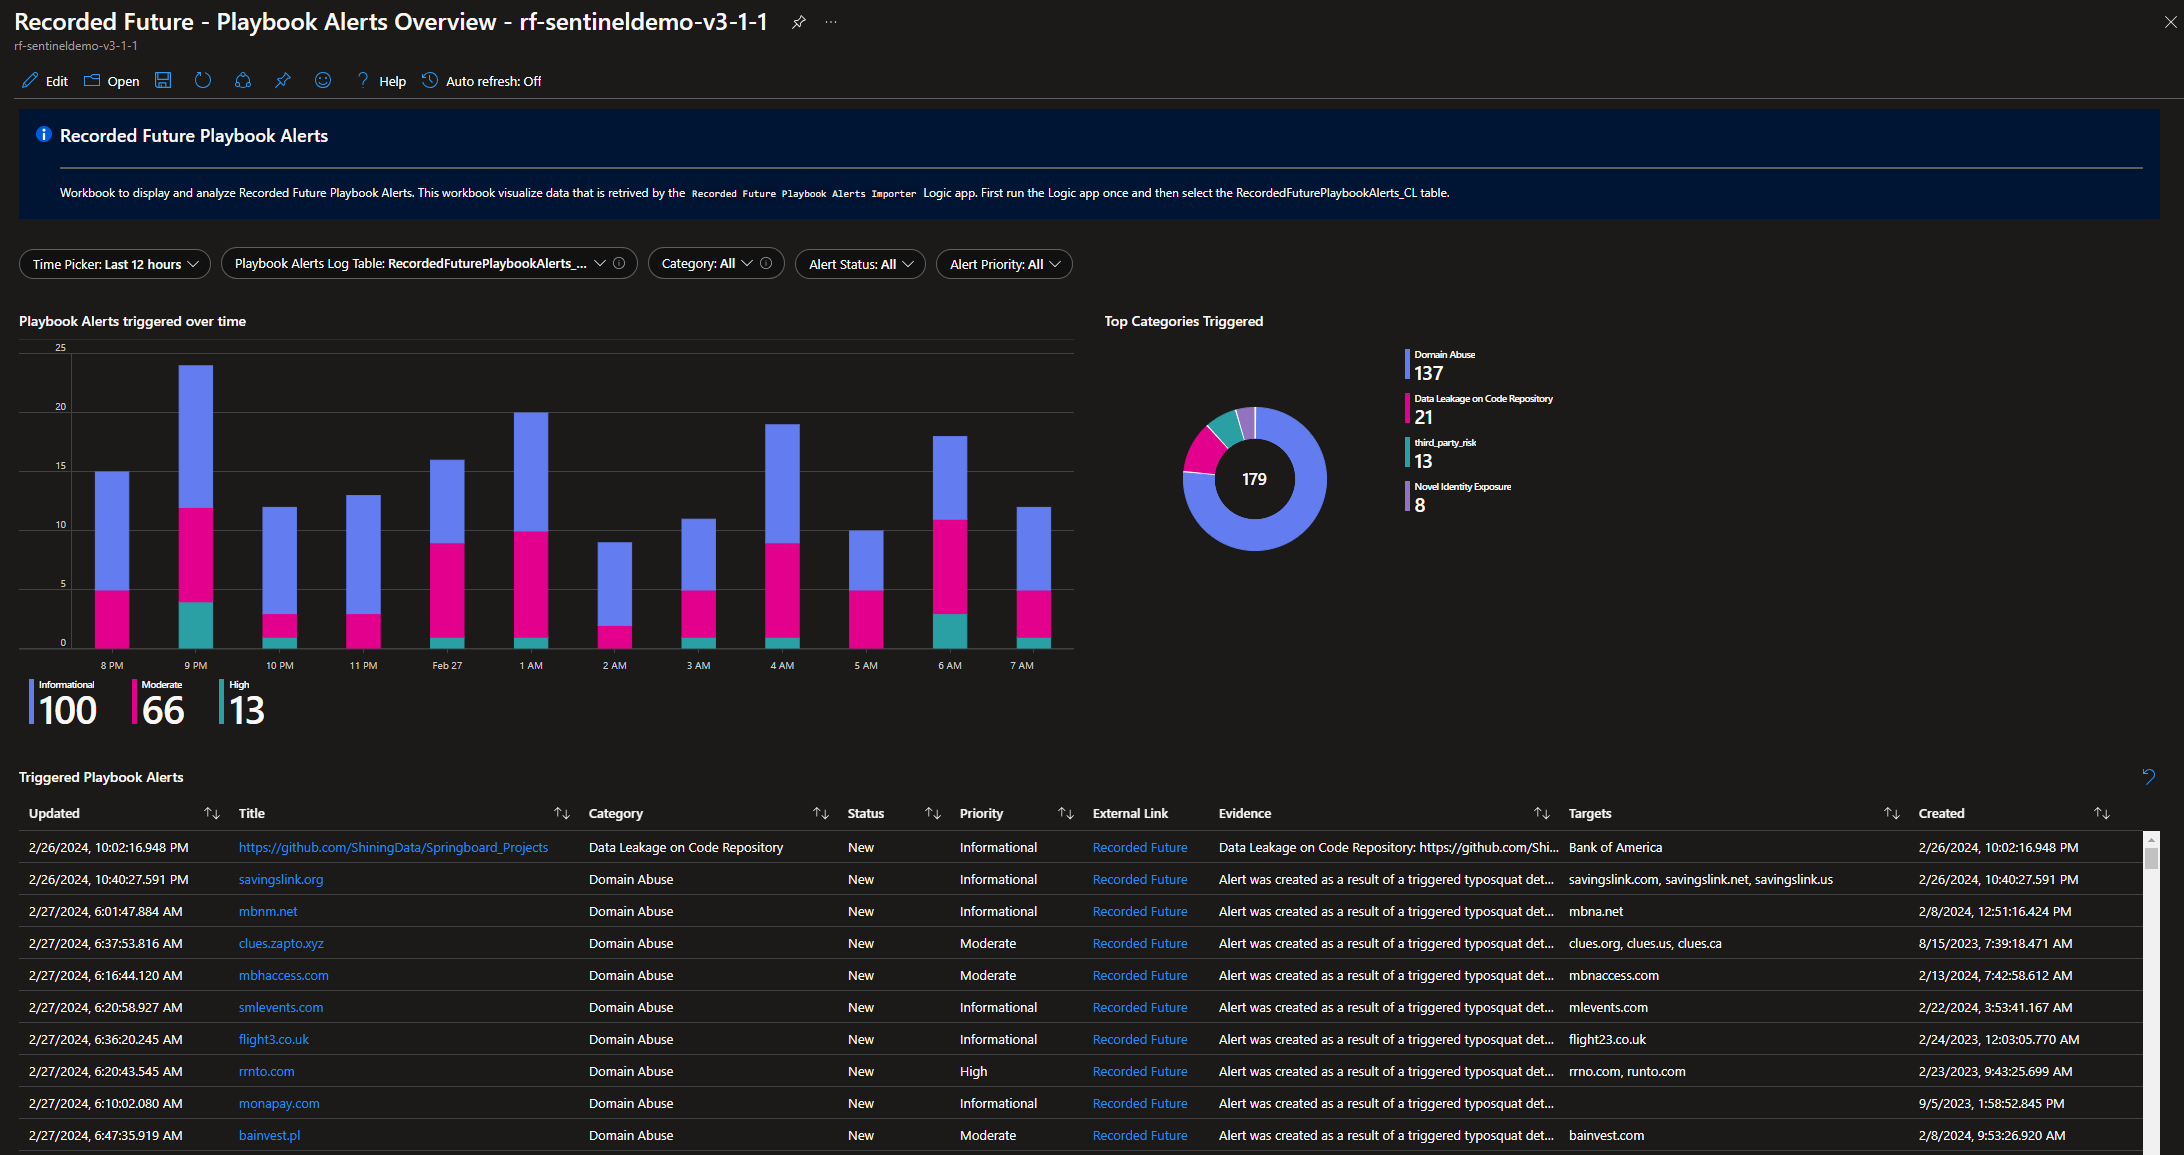 Recorded Future - Playbook Alerts Overview - rf-sentineldemo-v3-1-1
rf-sentineldemo-v3-1-1
Edit Open Help Auto refresh: Off
Recorded Future Playbook Alerts
Workbook to display and analyze Recorded Future Playbook Alerts. This workbook visualize data that is retrived by the Recorded Future Playbook Alerts Importer Logic app. First run the Logic app once and then select the RecordedFuturePlaybookAlerts_CL table.
Time Picker: Last 12 hours Playbook Alerts Log Table: RecordedFuturePlaybookAlerts_... Category: All Alert Status: All Alert Priority: All
Playbook Alerts triggered over time
25
20
15
10
5
0
8 PM 9 PM 10 PM 11 PM Feb 27 1 AM 2 AM 3 AM 4 AM 5 AM 6 AM 7 AM
Informational Moderate High
100 66 13
Top Categories Triggered
179
Domain Abuse
137
Data Leakage on Code Repository
21
third_party_risk
13
Novel Identity Exposure
8
Triggered Playbook Alerts
Updated Title Category Status Priority External Link Evidence Targets Created
2/26/2024, 10:02:16.948 PM https://github.com/ShiningData/Springboard_Projects Data Leakage on Code Repository New Informational Recorded Future Data Leakage on Code Repository: https://github.com/Shi... Bank of America 2/26/2024, 10:02:16.948 PM
2/26/2024, 10:40:27.591 PM savingslink.org Domain Abuse New Informational Recorded Future Alert was created as a result of a triggered typosquat det... savingslink.com, savingslink.net, savingslink.us 2/26/2024, 10:40:27.591 PM
2/27/2024, 6:01:47.884 AM mbnm.net Domain Abuse New Informational Recorded Future Alert was created as a result of a triggered typosquat det... mbna.net 2/8/2024, 12:51:16.424 PM
2/27/2024, 6:37:53.816 AM clues.zapto.xyz Domain Abuse New Moderate Recorded Future Alert was created as a result of a triggered typosquat det... clues.org, clues.us, clues.ca 8/15/2023, 7:39:18.471 AM
2/27/2024, 6:16:44.120 AM mbhaccess.com Domain Abuse New Moderate Recorded Future Alert was created as a result of a triggered typosquat det... mbnaccess.com 2/13/2024, 7:42:58.612 AM
2/27/2024, 6:20:58.927 AM smlevents.com Domain Abuse New Informational Recorded Future Alert was created as a result of a triggered typosquat det... mlevents.com 2/22/2024, 3:53:41.167 AM
2/27/2024, 6:36:20.245 AM flight3.co.uk Domain Abuse New Informational Recorded Future Alert was created as a result of a triggered typosquat det... flight23.co.uk 2/24/2023, 12:03:05.770 AM
2/27/2024, 6:20:43.545 AM rrnto.com Domain Abuse New High Recorded Future Alert was created as a result of a triggered typosquat det... rrno.com, runto.com 2/23/2023, 9:43:25.699 AM
2/27/2024, 6:10:02.080 AM monapay.com Domain Abuse New Informational Recorded Future Alert was created as a result of a triggered typosquat det... 9/5/2023, 1:58:52.845 PM
2/27/2024, 6:47:35.919 AM bainvest.pl Domain Abuse New Moderate Recorded Future Alert was created as a result of a triggered typosquat det... bainvest.com 2/8/2024, 9:53:26.920 AM